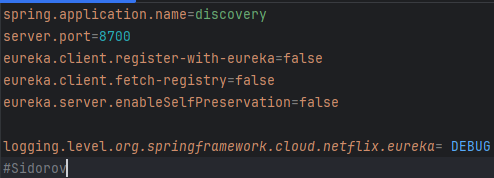 spring.application.name=discovery
server.port=8700
eureka.client.register-with-eureka=false
eureka.client.fetch-registry=false
eureka.server.enableSelfPreservation=false
logging.level.org.springframework.cloud.netflix.eureka= DEBUG
#Sidorov